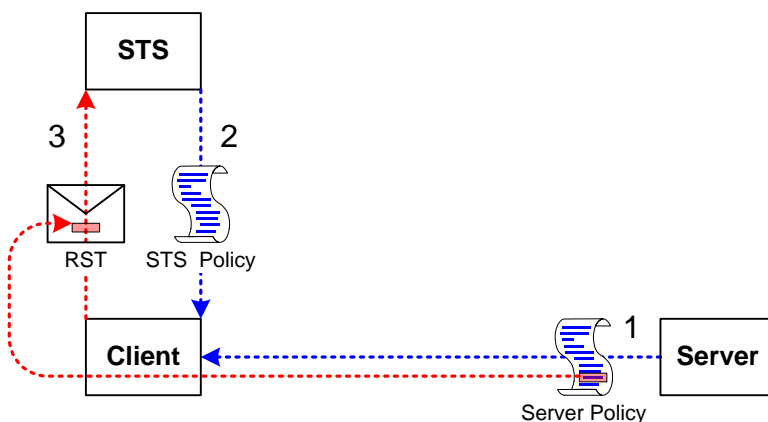 STS
3
2
RST
STS Policy
1
Client
Server
Server Policy